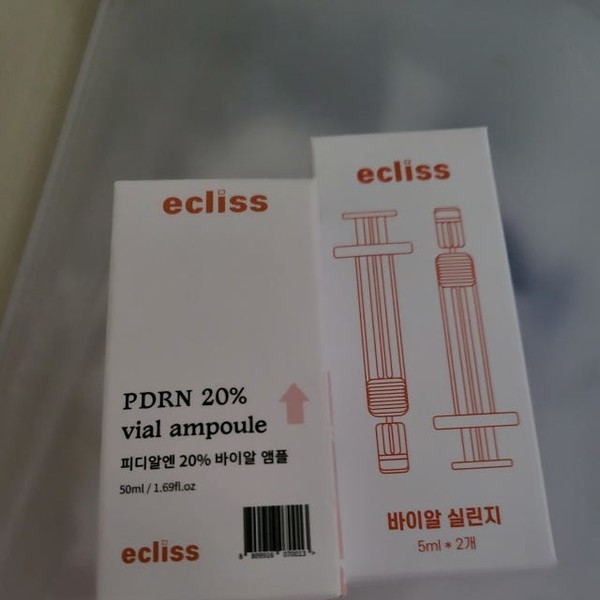 ecliss
PDRN 20%
vial ampoule
피디알엔 20% 바이알 앰플
50ml / 1.69fl.oz
ecliss
ecliss
바이알 실린지
5ml * 2개